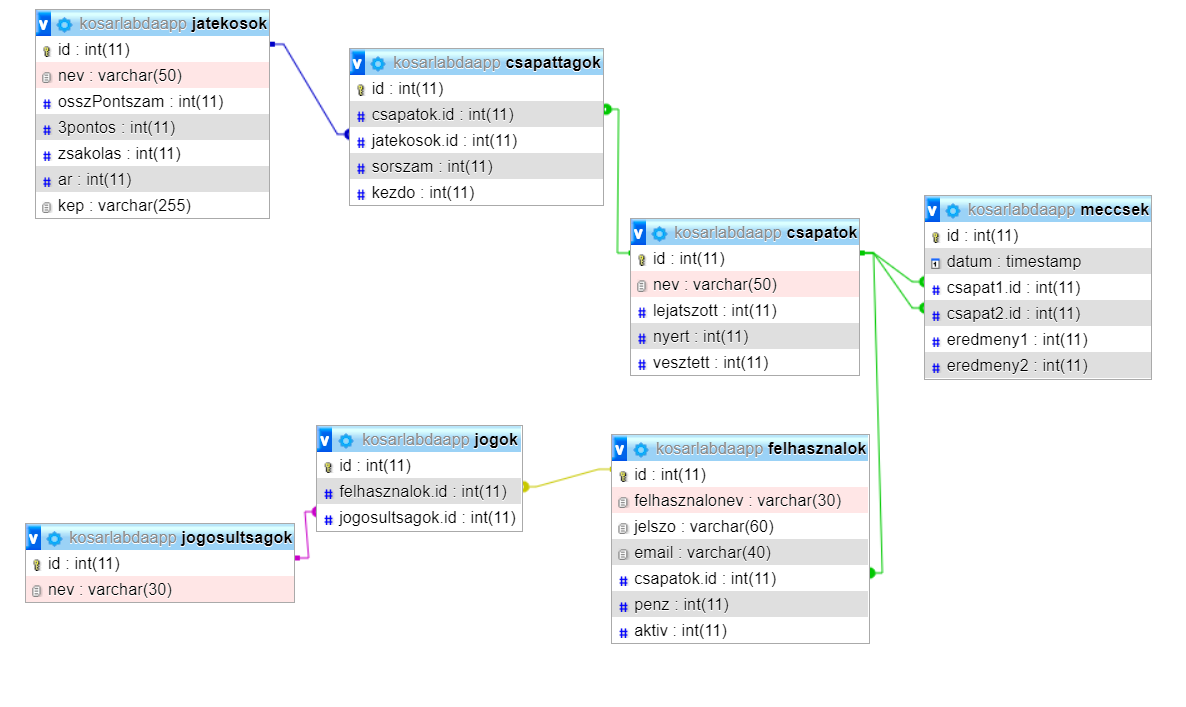 kosarlabdaapp jatekosok
id : int(11)
nev : varchar(50)
osszPontszam : int(11)
3pontos : int(11)
zsakolas : int(11)
ar : int(11)
kep : varchar(255)
v kosarlabdaapp csapattagok
id : int(11)
csapatok.id : int(11)
jatekosok.id : int(11)
sorszam : int(11)
kezdo : int(11)
v kosarlabdaapp csapatok
id : int(11)
nev : varchar(50)
lejatszott : int(11)
nyert : int(11)
vesztett : int(11)
v kosarlabdaapp meccsek
id : int(11)
datum : timestamp
csapat1.id : int(11)
csapat2.id : int(11)
eredmeny1 : int(11)
eredmeny2 : int(11)
v kosarlabdaapp jogok
id : int(11)
felhasznalok.id : int(11)
jogosultsagok.id : int(11)
v kosarlabdaapp felhasznalok
id : int(11)
felhasznalonev : varchar(30)
jelszo : varchar(60)
email : varchar(40)
csapatok.id : int(11)
penz : int(11)
aktiv : int(11)
v kosarlabdaapp jogosultsagok
id : int(11)
nev : varchar(30)